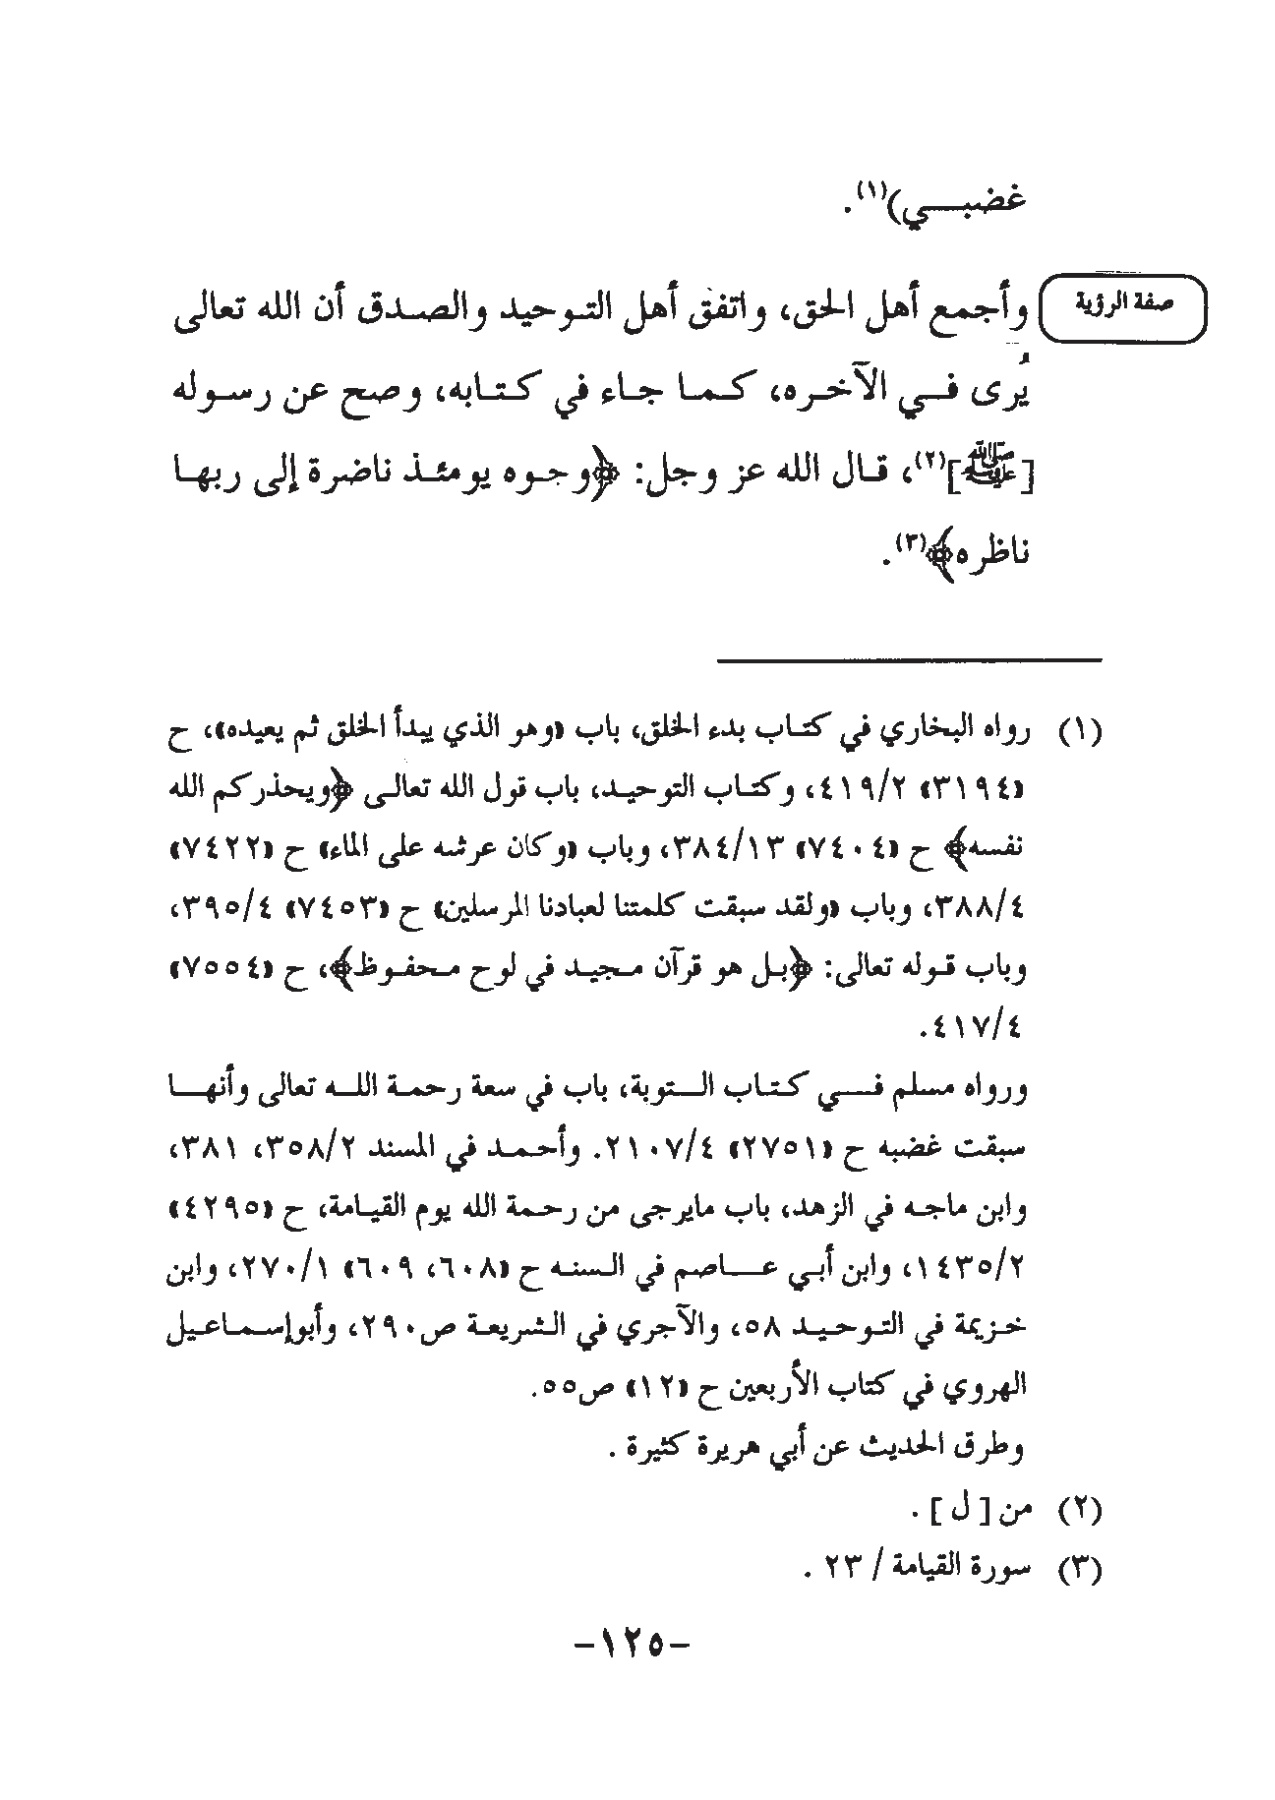 غضبي)(١).
صفة الرؤية
وأجمع أهل الحق، واتفق أهل التوحيد والصدق أن الله تعالى
يُرى في الآخره، كما جاء في كتابه، وصح عن رسوله
[ﷺ](٢)، قال الله عز وجل: ﴿وجوه يومئذ ناضرة إلى ربها
ناظره﴾(٣).
(١) رواه البخاري في كتاب بدء الخلق، باب «وهو الذي يبدأ الخلق ثم يعيده»، ح
«٣١٩٤» ٤١٩/٢، وكتاب التوحيد، باب قول الله تعالى ﴿ويحذركم الله
نفسه﴾ ح «٧٤٠٤» ٣٨٤/١٣، وباب «وكان عرشه على الماء» ح «٧٤٢٢»
٣٨٨/٤، وباب «ولقد سبقت كلمتنا لعبادنا المرسلين» ح «٧٤٥٣» ٣٩٥/٤،
وباب قوله تعالى: ﴿بل هو قرآن مجيد في لوح محفوظ﴾، ح «٧٥٥٤»
٤١٧/٤.
ورواه مسلم في كتاب التوبة، باب في سعة رحمة الله تعالى وأنها
سبقت غضبه ح «٢٧٥١» ٢١٠٧/٤. وأحمد في المسند ٣٥٨/٢، ٣٨١،
وابن ماجه في الزهد، باب مايرجى من رحمة الله يوم القيامة، ح «٤٢٩٥»
١٤٣٥/٢، وابن أبي عاصم في السنه ح «٦٠٨، ٦٠٩» ٢٧٠/١، وابن
خزيمة في التوحيد ٥٨، والآجري في الشريعة ص٢٩٠، وأبوإسماعيل
الهروي في كتاب الأربعين ح «١٢» ص٥٥.
وطرق الحديث عن أبي هريرة كثيرة .
(٢) من [ ل ] .
(٣) سورة القيامة / ٢٣ .
-١٢٥-